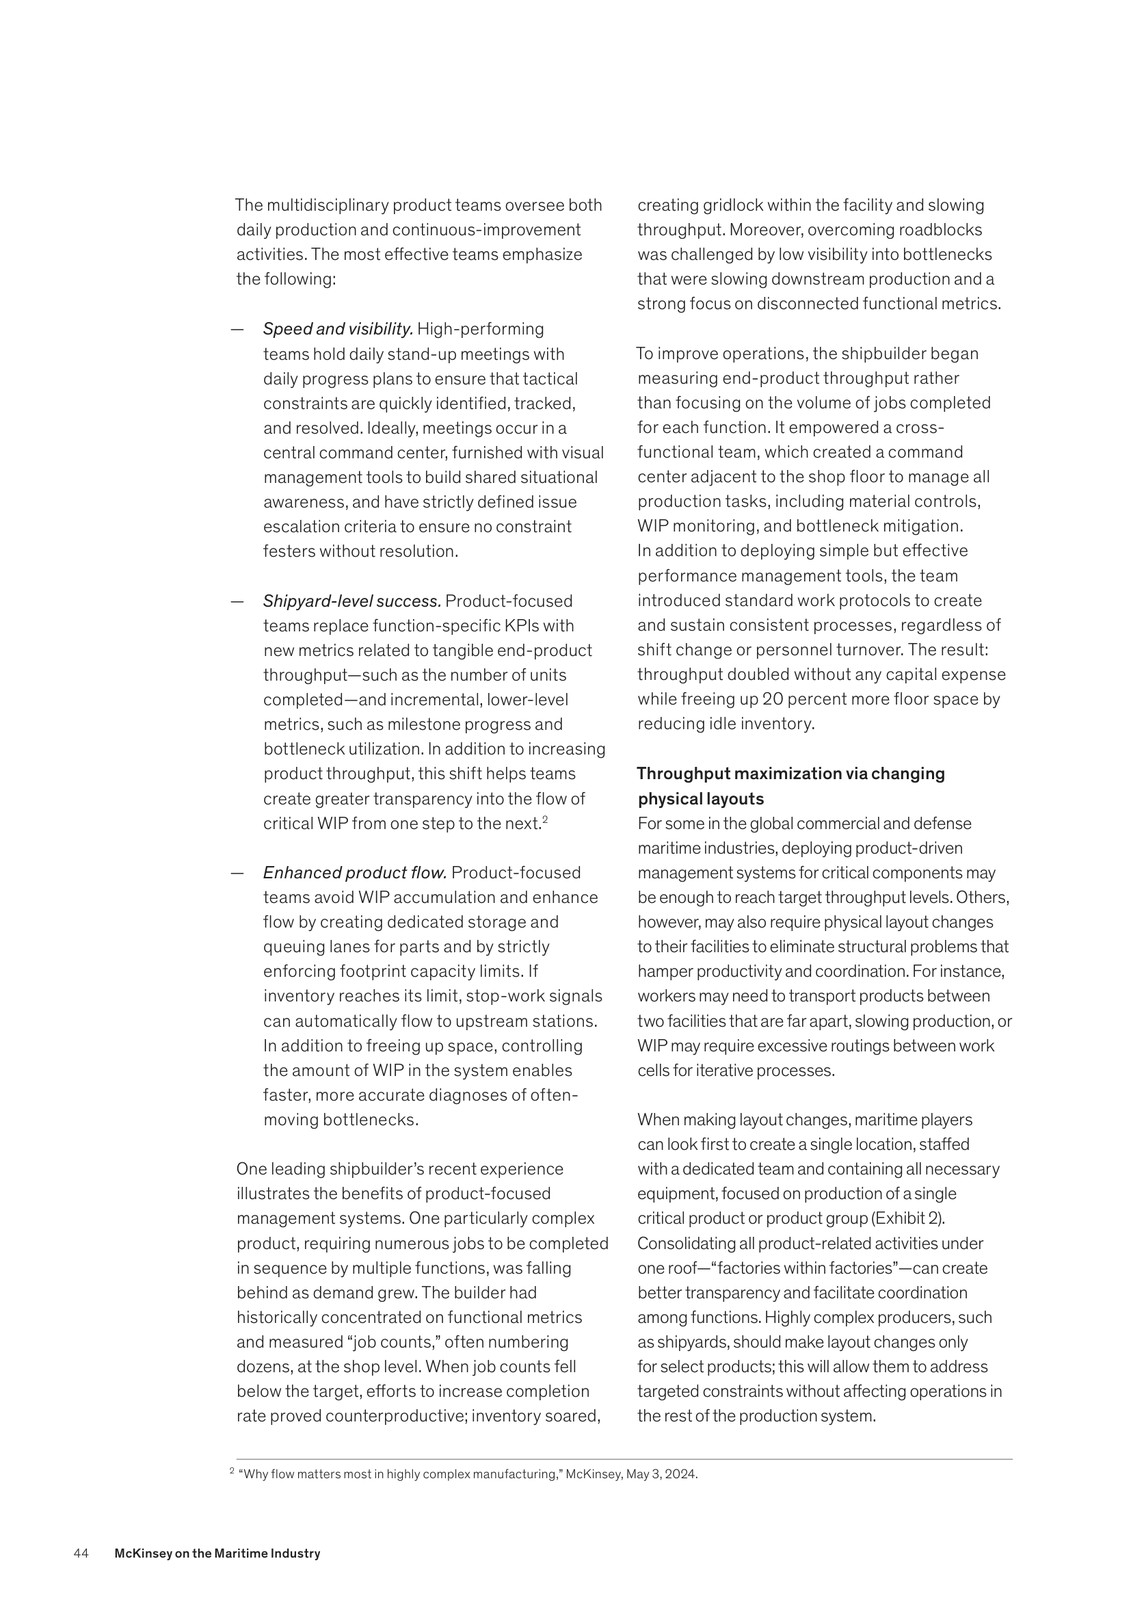 The multidisciplinary product teams oversee both
daily production and continuous-improvement
activities. The most effective teams emphasize
the following:
— Speed and visibility. High-performing
teams hold daily stand-up meetings with
daily progress plans to ensure that tactical
constraints are quickly identified, tracked,
and resolved. Ideally, meetings occur in a
central command center, furnished with visual
management tools to build shared situational
awareness, and have strictly defined issue
escalation criteria to ensure no constraint
festers without resolution.
— Shipyard-level success. Product-focused
teams replace function-specific KPIs with
new metrics related to tangible end-product
throughput—such as the number of units
completed—and incremental, lower-level
metrics, such as milestone progress and
bottleneck utilization. In addition to increasing
product throughput, this shift helps teams
create greater transparency into the flow of
critical WIP from one step to the next.2
— Enhanced product flow. Product-focused
teams avoid WIP accumulation and enhance
flow by creating dedicated storage and
queuing lanes for parts and by strictly
enforcing footprint capacity limits. If
inventory reaches its limit, stop-work signals
can automatically flow to upstream stations.
In addition to freeing up space, controlling
the amount of WIP in the system enables
faster, more accurate diagnoses of often-
moving bottlenecks.
One leading shipbuilder’s recent experience
illustrates the benefits of product-focused
management systems. One particularly complex
product, requiring numerous jobs to be completed
in sequence by multiple functions, was falling
behind as demand grew. The builder had
historically concentrated on functional metrics
and measured “job counts,” often numbering
dozens, at the shop level. When job counts fell
below the target, efforts to increase completion
rate proved counterproductive; inventory soared,
creating gridlock within the facility and slowing
throughput. Moreover, overcoming roadblocks
was challenged by low visibility into bottlenecks
that were slowing downstream production and a
strong focus on disconnected functional metrics.
To improve operations, the shipbuilder began
measuring end-product throughput rather
than focusing on the volume of jobs completed
for each function. It empowered a cross-
functional team, which created a command
center adjacent to the shop floor to manage all
production tasks, including material controls,
WIP monitoring, and bottleneck mitigation.
In addition to deploying simple but effective
performance management tools, the team
introduced standard work protocols to create
and sustain consistent processes, regardless of
shift change or personnel turnover. The result:
throughput doubled without any capital expense
while freeing up 20 percent more floor space by
reducing idle inventory.
Throughput maximization via changing
physical layouts
For some in the global commercial and defense
maritime industries, deploying product-driven
management systems for critical components may
be enough to reach target throughput levels. Others,
however, may also require physical layout changes
to their facilities to eliminate structural problems that
hamper productivity and coordination. For instance,
workers may need to transport products between
two facilities that are far apart, slowing production, or
WIP may require excessive routings between work
cells for iterative processes.
When making layout changes, maritime players
can look first to create a single location, staffed
with a dedicated team and containing all necessary
equipment, focused on production of a single
critical product or product group (Exhibit 2).
Consolidating all product-related activities under
one roof—“factories within factories”—can create
better transparency and facilitate coordination
among functions. Highly complex producers, such
as shipyards, should make layout changes only
for select products; this will allow them to address
targeted constraints without affecting operations in
the rest of the production system.
2 “Why flow matters most in highly complex manufacturing,” McKinsey, May 3, 2024.
44 McKinsey on the Maritime Industry